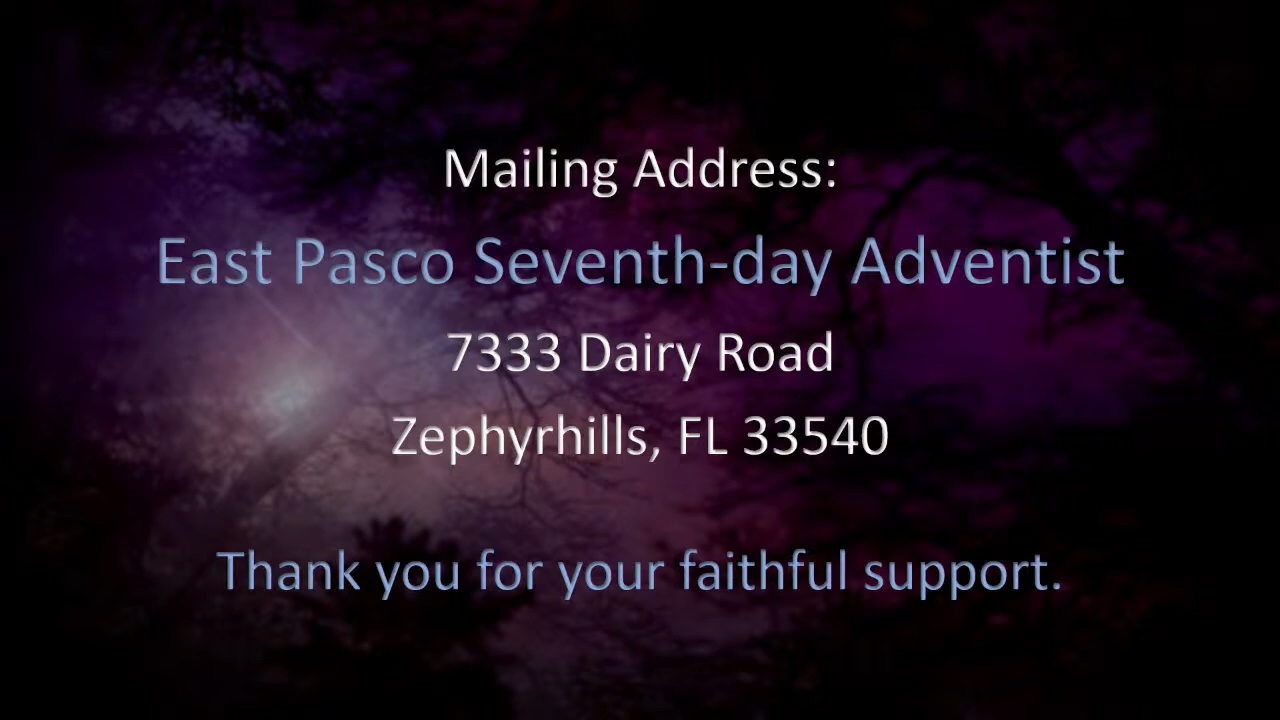 Mailing Address:
East Pasco Seventh-day Adventist
7333 Dairy Road
Zephyrhills, FL 33540
Thank you for your faithful support.